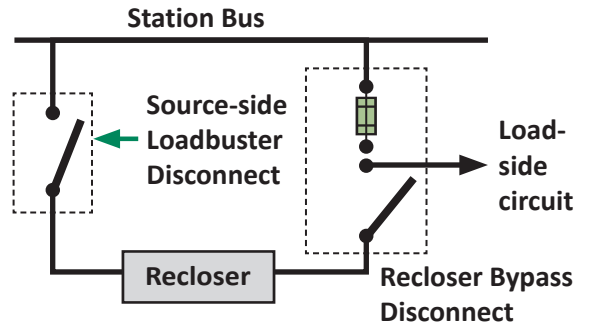 Station Bus
Source-side
Loadbuster
Disconnect
Load-
side
circuit
Recloser
Recloser Bypass
Disconnect